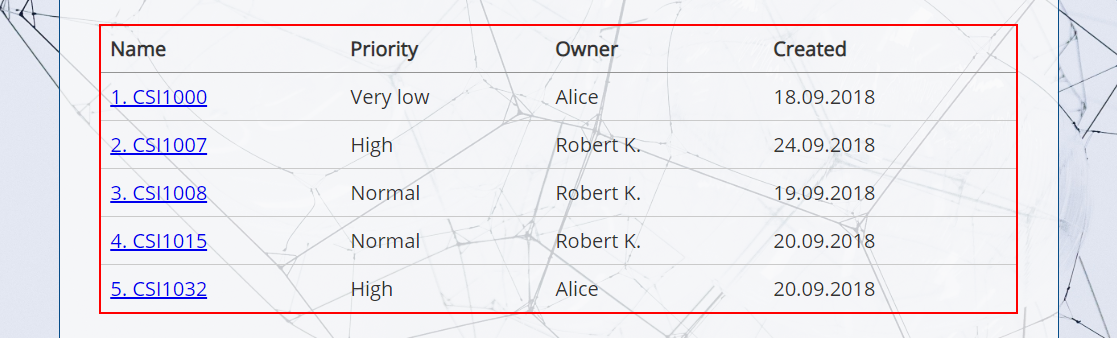 Name Priority Owner Created
1. CSI1000 Very low Alice 18.09.2018
2. CSI1007 High Robert K. 24.09.2018
3. CSI1008 Normal Robert K. 19.09.2018
4. CSI1015 Normal Robert K. 20.09.2018
5. CSI1032 High Alice 20.09.2018